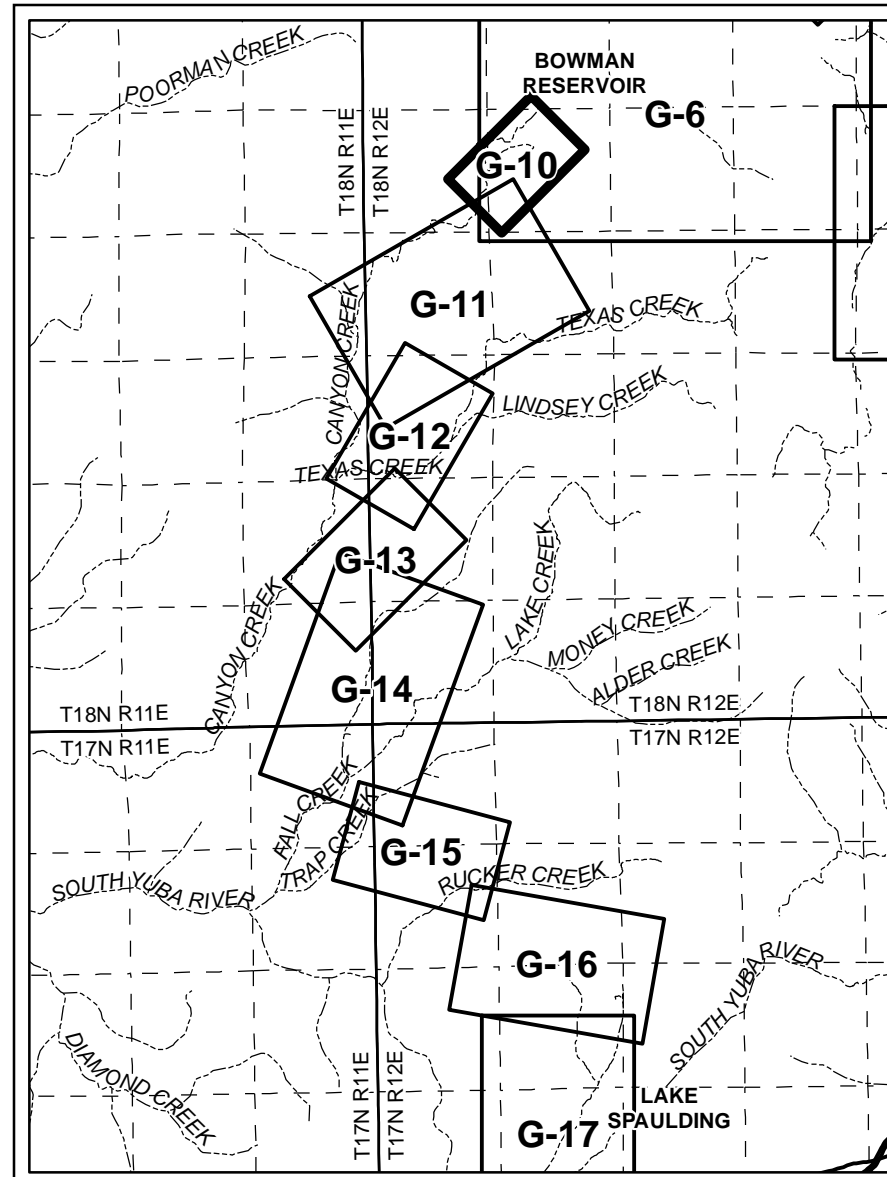 POORMAN CREEK
BOWMAN
RESERVOIR
G-6
T18N R11E
T18N R12E
G-10
G-11
CANYON CREEK
TEXAS CREEK
LINDSEY CREEK
G-12
TEXAS CREEK
G-13
LAKE CREEK
CANYON CREEK
MONEY CREEK
ALDER CREEK
G-14
T18N R11E
T17N R11E
T18N R12E
T17N R12E
FALL CREEK
TRAP CREEK
G-15
RUCKER CREEK
SOUTH YUBA RIVER
G-16
SOUTH YUBA RIVER
DIAMOND CREEK
T17N R11E
T17N R12E
LAKE
SPAULDING
G-17